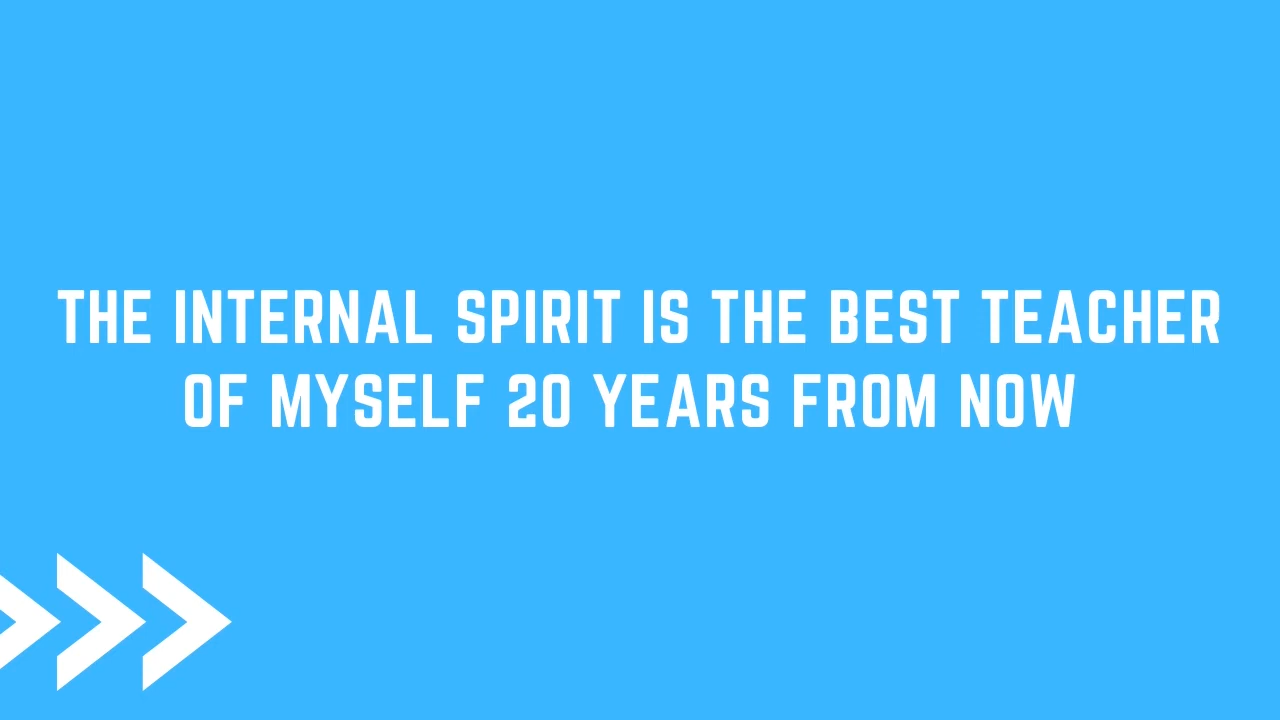 THE INTERNAL SPIRIT IS THE BEST TEACHER
OF MYSELF 20 YEARS FROM NOW